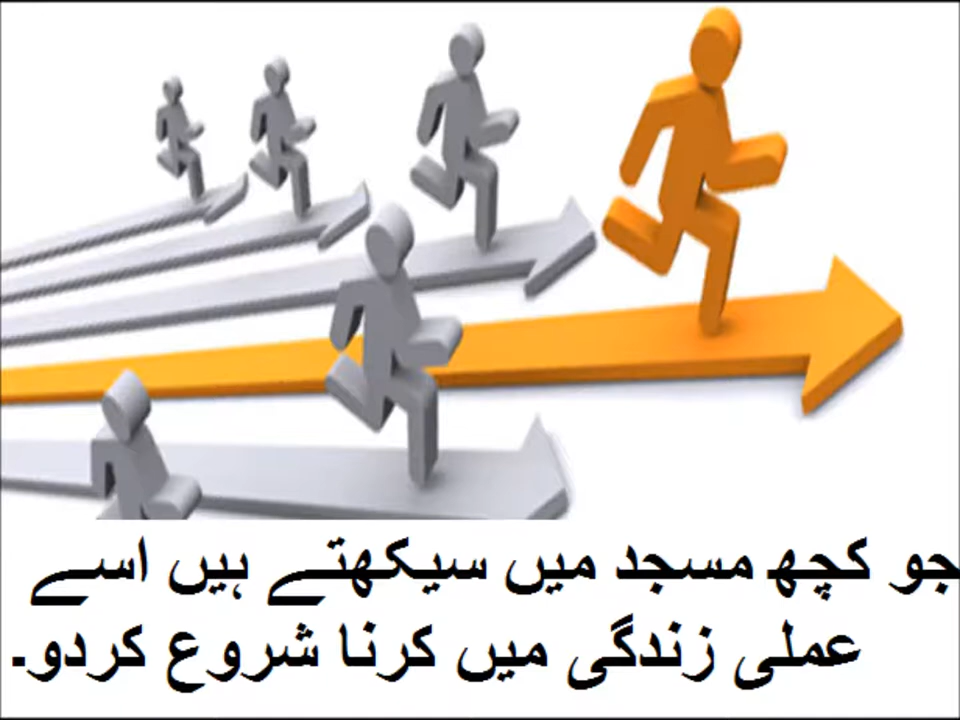 جو کچھ مسجد میں سیکھتے ہیں اسے
عملی زندگی میں کرنا شروع کردو۔